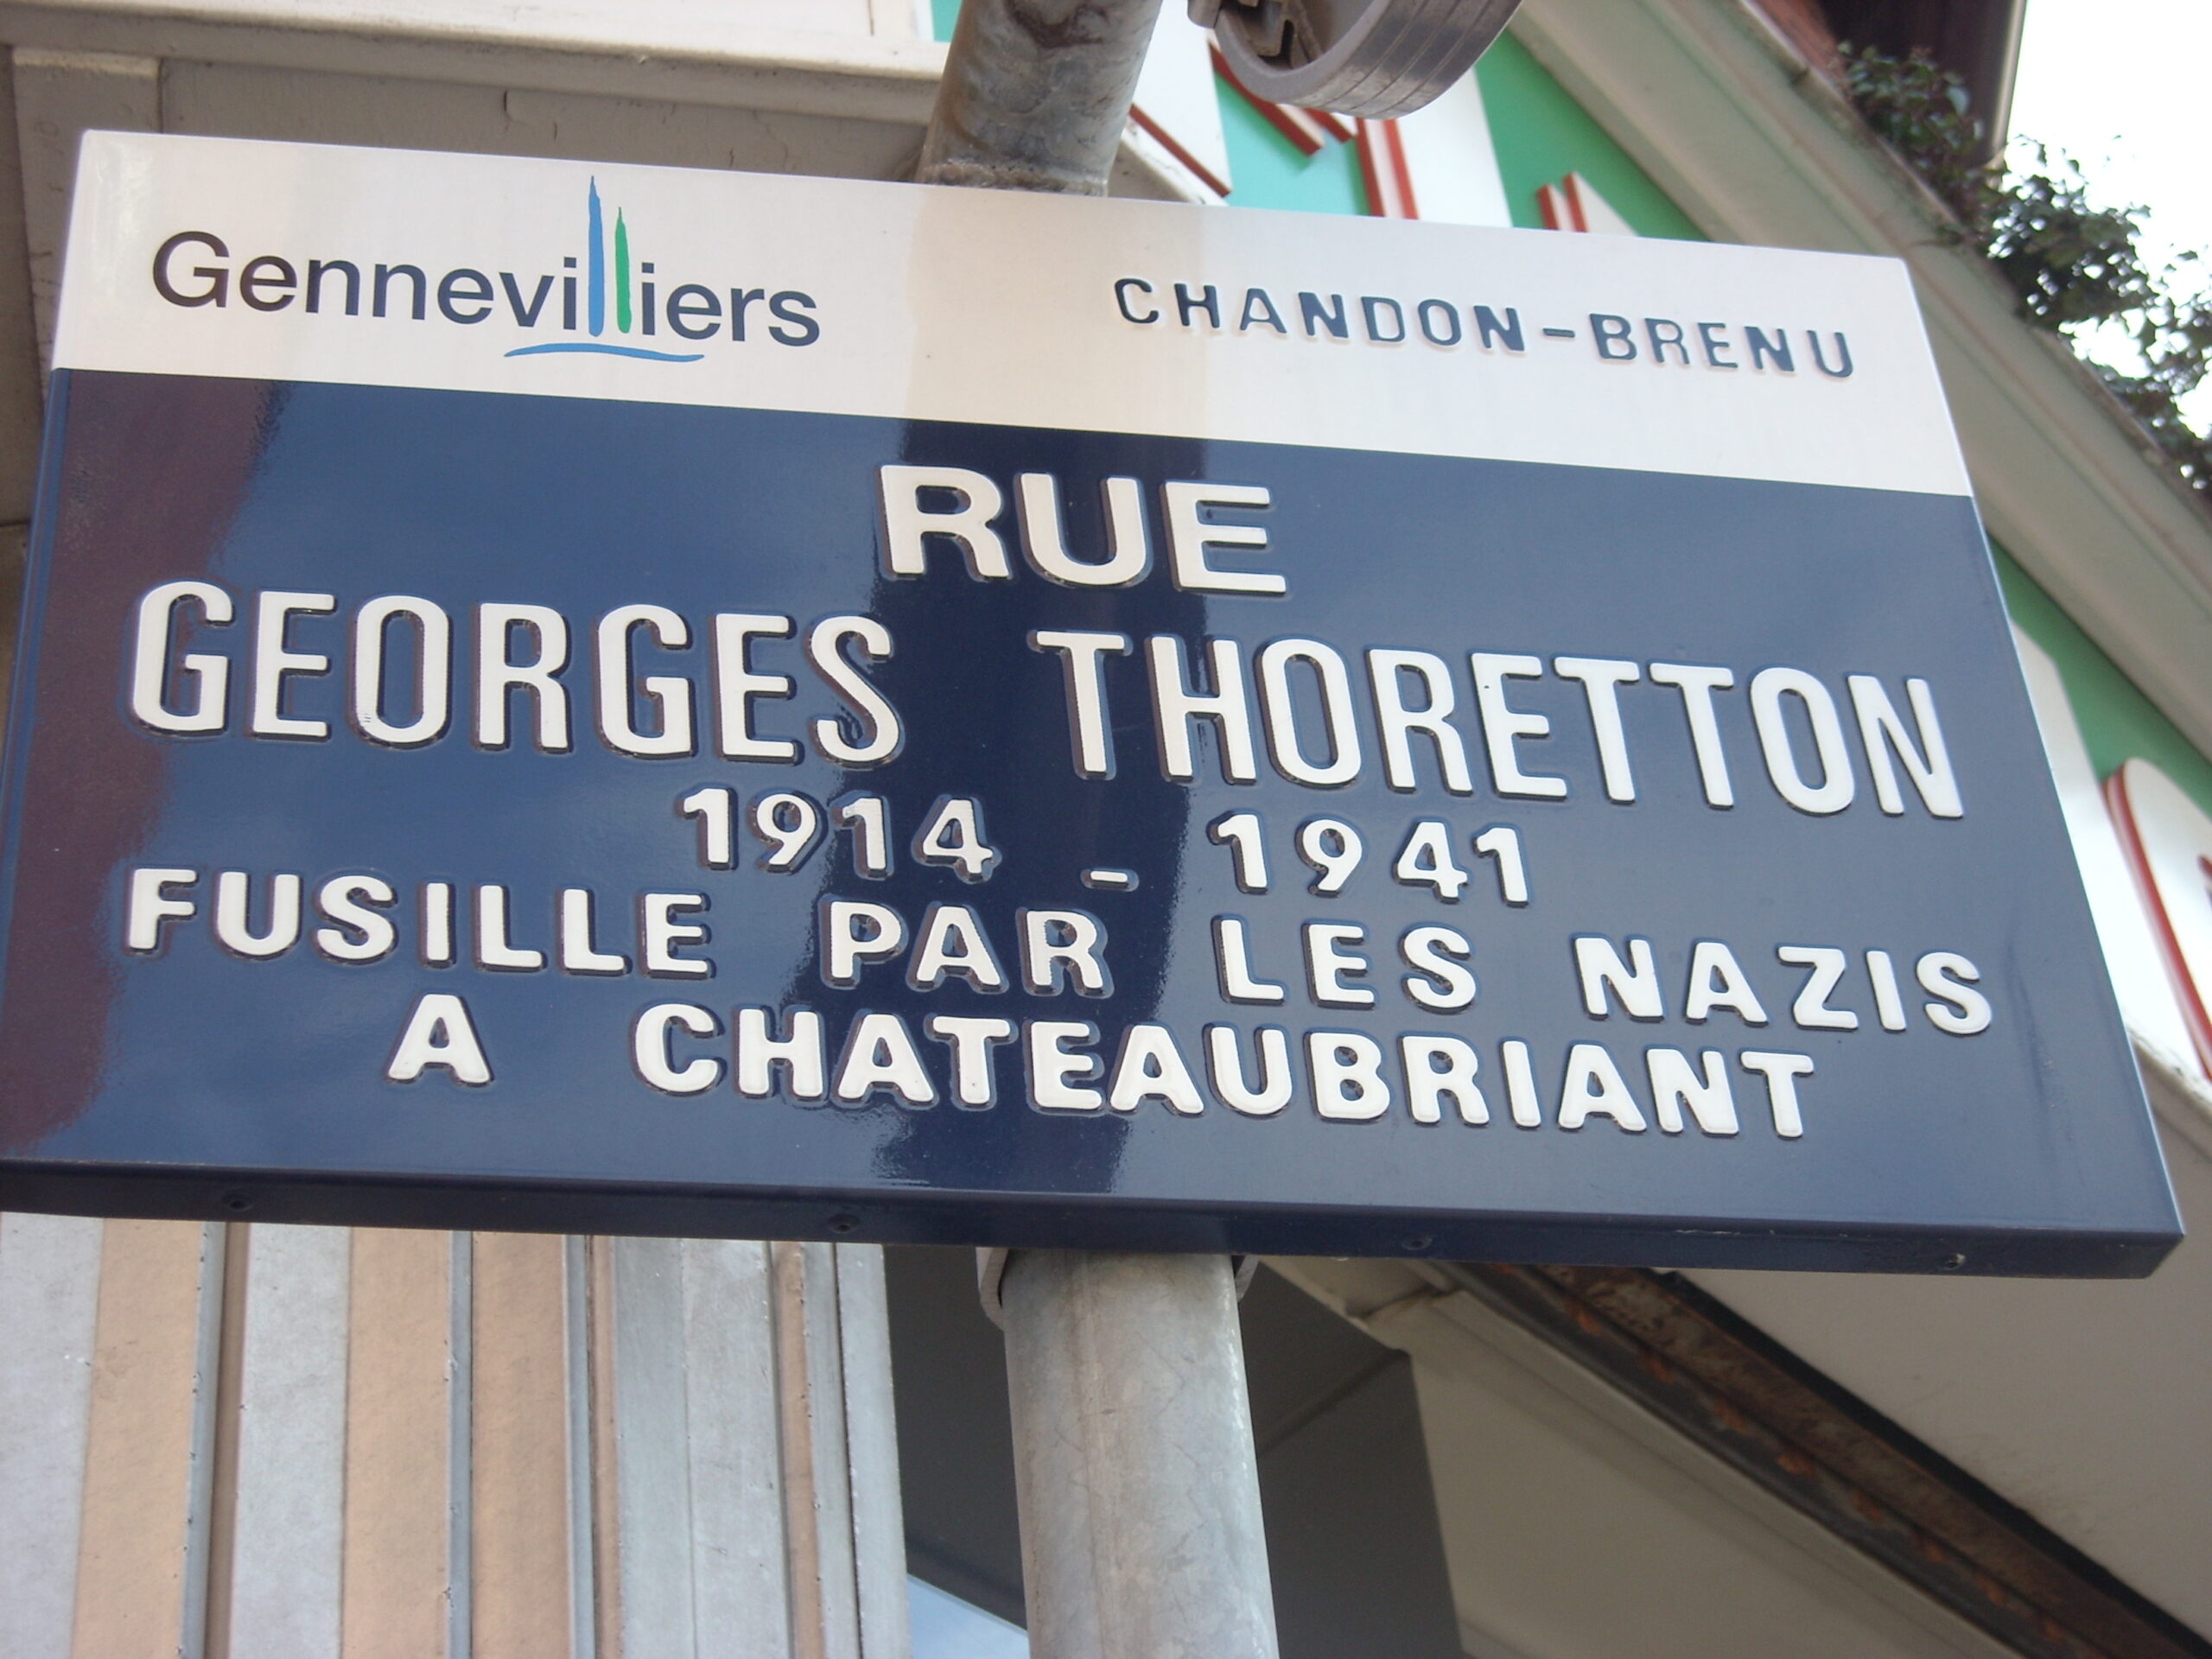 Gennevilliers
CHANDON-BRENU
RUE
GEORGES THORETTON
1914 _ 1941
FUSILLE PAR LES NAZIS
A CHATEAUBRIANT